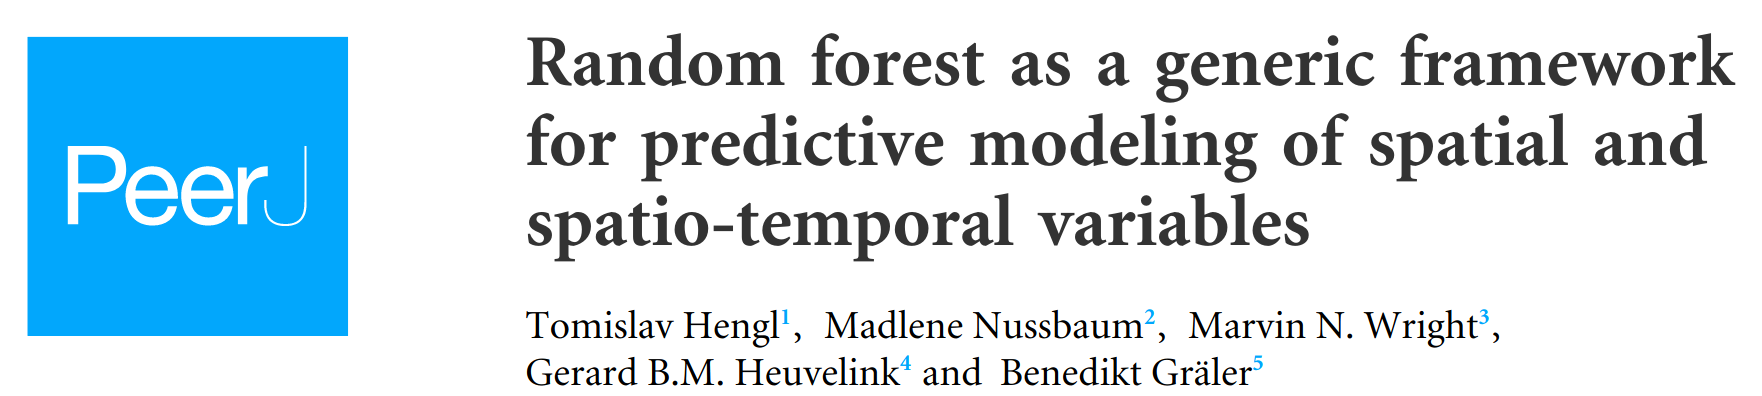 PeerJ
Random forest as a generic framework
for predictive modeling of spatial and
spatio-temporal variables
Tomislav Hengl1, Madlene Nussbaum2, Marvin N. Wright3,
Gerard B.M. Heuvelink4 and Benedikt Gräler5